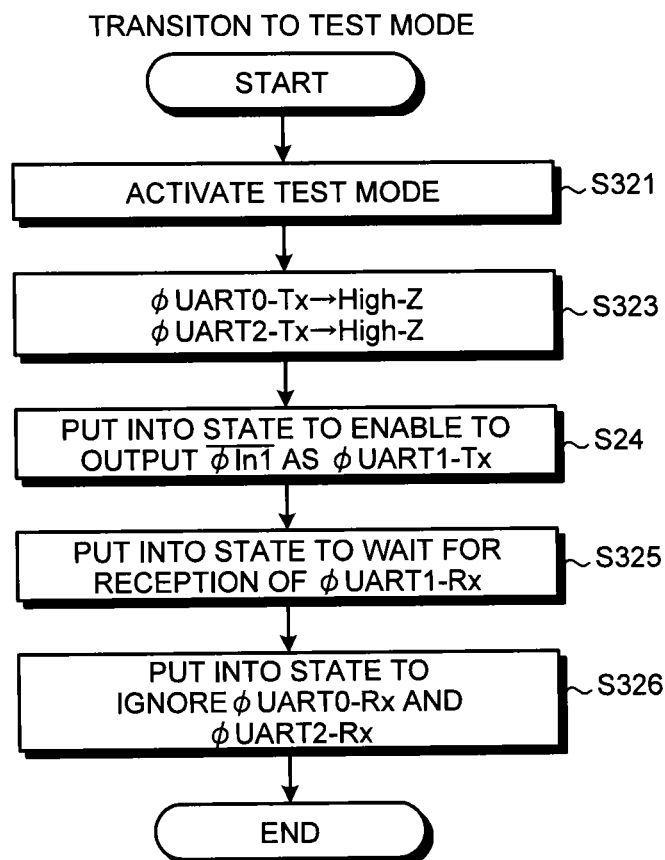 TRANSITON TO TEST MODE
START
ACTIVATE TEST MODE
S321
φ UART0-Tx→High-Z
φ UART2-Tx→High-Z
S323
PUT INTO STATE TO ENABLE TO
OUTPUT φIn1̅ AS φ UART1-Tx
S24
PUT INTO STATE TO WAIT FOR
RECEPTION OF φ UART1-Rx
S325
PUT INTO STATE TO
IGNORE φ UART0-Rx AND
φ UART2-Rx
S326
END